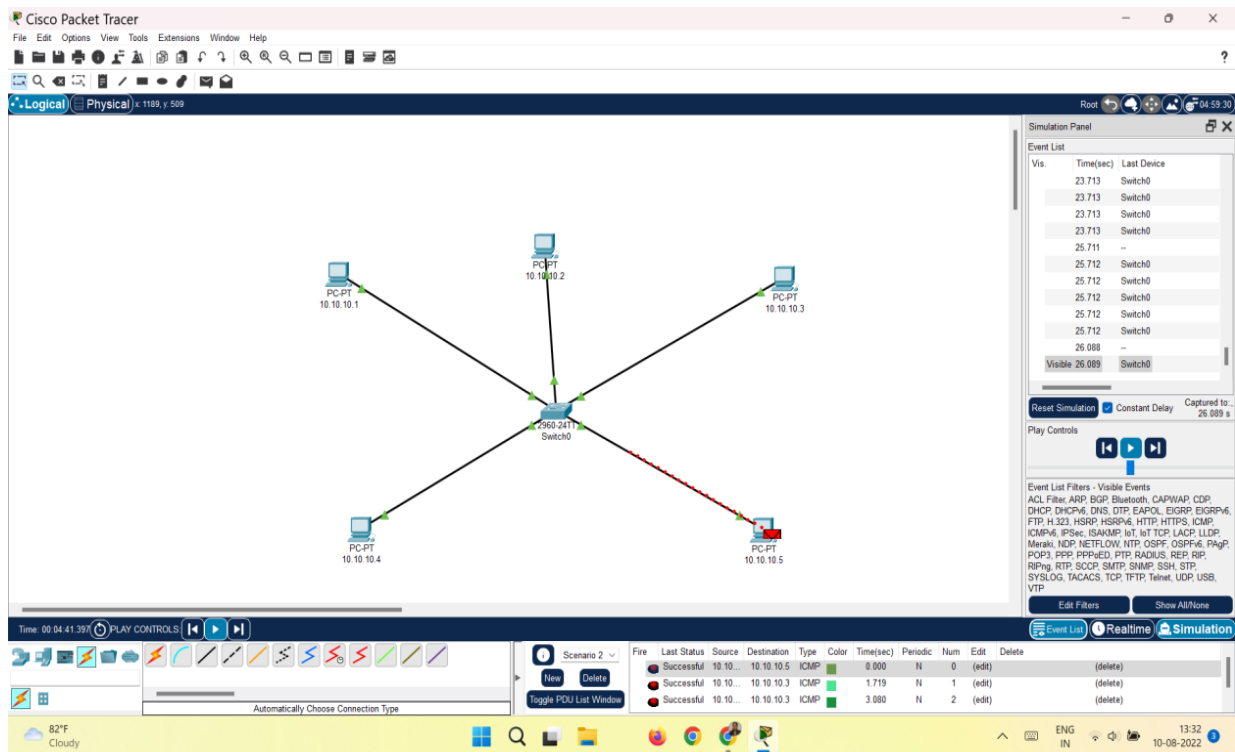 Cisco Packet Tracer
File Edit Options View Tools Extensions Window Help
?
Logical Physical x: 1189, y: 509 Root 04:59:30
Simulation Panel
Event List
Vis. Time(sec) Last Device
23.713 Switch0
23.713 Switch0
23.713 Switch0
23.713 Switch0
25.711 --
25.712 Switch0
25.712 Switch0
25.712 Switch0
25.712 Switch0
25.712 Switch0
26.088 --
Visible 26.089 Switch0
Reset Simulation Constant Delay Captured to:
26.089 s
Play Controls
Event List Filters - Visible Events
ACL Filter, ARP, BGP, Bluetooth, CAPWAP, CDP,
DHCP, DHCPv6, DNS, DTP, EAPOL, EIGRP, EIGRPv6,
FTP, H.323, HSRP, HSRPv6, HTTP, HTTPS, ICMP,
ICMPv6, IPSec, ISAKMP, IoT, IoT TCP, LACP, LLDP,
Meraki, NDP, NETFLOW, NTP, OSPF, OSPFv6, PAgP,
POP3, PPP, PPPoED, PTP, RADIUS, REP, RIP,
RIPng, RTP, SCCP, SMTP, SNMP, SSH, STP,
SYSLOG, TACACS, TCP, TFTP, Telnet, UDP, USB,
VTP
Edit Filters Show All/None
Event List Realtime Simulation
PC-PT
10.10.10.1
PC-PT
10.10.10.2
PC-PT
10.10.10.3
2960-24TT
Switch0
PC-PT
10.10.10.4
PC-PT
10.10.10.5
Time: 00:04:41.397 PLAY CONTROLS:
Automatically Choose Connection Type
Scenario 2
New Delete
Toggle PDU List Window
Fire Last Status Source Destination Type Color Time(sec) Periodic Num Edit Delete
Successful 10.10... 10.10.10.5 ICMP 0.000 N 0 (edit) (delete)
Successful 10.10... 10.10.10.3 ICMP 1.719 N 1 (edit) (delete)
Successful 10.10... 10.10.10.3 ICMP 3.080 N 2 (edit) (delete)
82°F
Cloudy
ENG
IN
13:32
10-08-2022
3